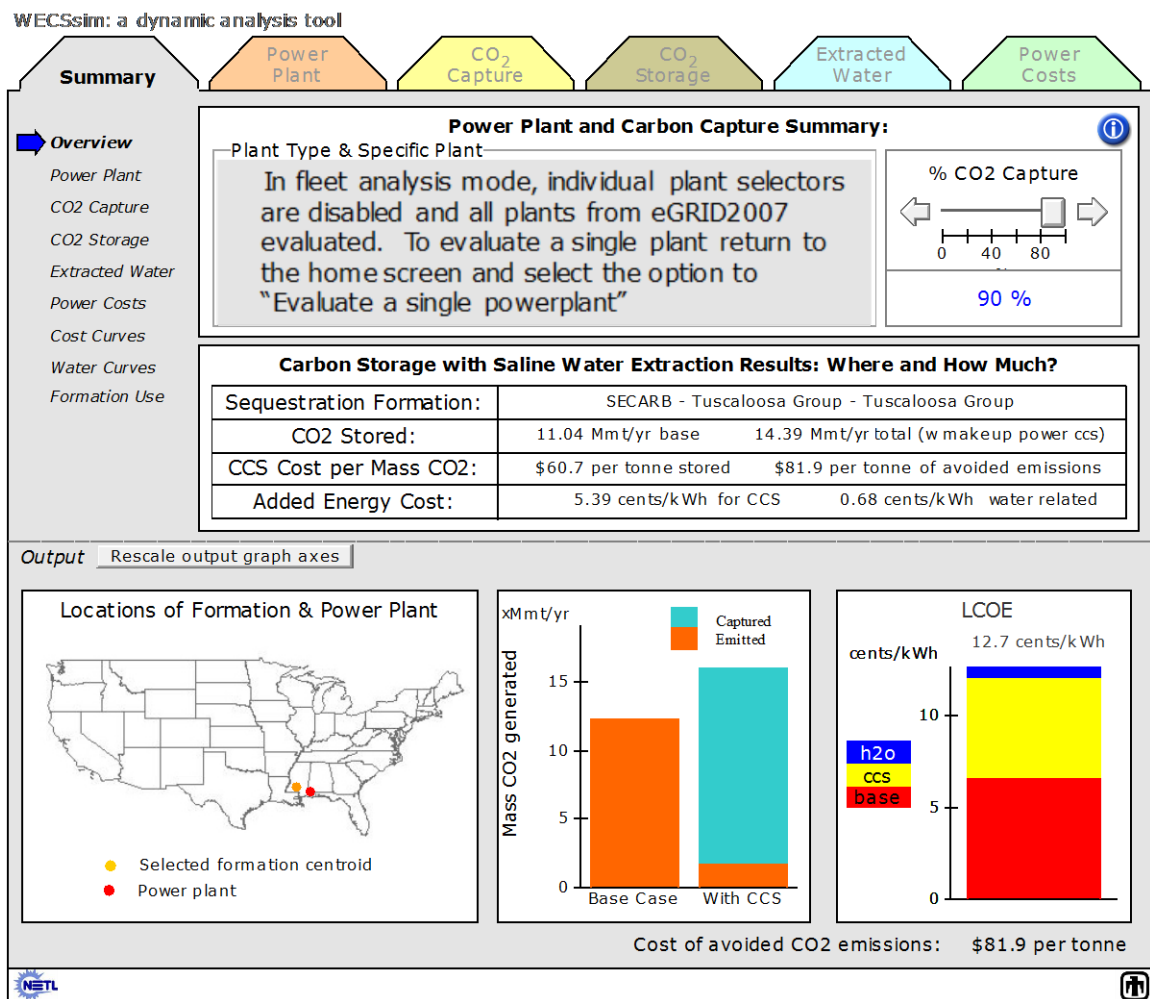 WECSsim: a dynamic analysis tool
Summary
Power
Plant
CO2
Capture
CO2
Storage
Extracted
Water
Power
Costs
Overview
Power Plant
CO2 Capture
CO2 Storage
Extracted Water
Power Costs
Cost Curves
Water Curves
Formation Use
Power Plant and Carbon Capture Summary:
i
Plant Type & Specific Plant
In fleet analysis mode, individual plant selectors
are disabled and all plants from eGRID2007
evaluated. To evaluate a single plant return to
the home screen and select the option to
"Evaluate a single powerplant"
% CO2 Capture
0 40 80
90 %
Carbon Storage with Saline Water Extraction Results: Where and How Much?
Sequestration Formation: SECARB - Tuscaloosa Group - Tuscaloosa Group
CO2 Stored: 11.04 Mmt/yr base 14.39 Mmt/yr total (w makeup power ccs)
CCS Cost per Mass CO2: $60.7 per tonne stored $81.9 per tonne of avoided emissions
Added Energy Cost: 5.39 cents/kWh for CCS 0.68 cents/kWh water related
Output Rescale output graph axes
Locations of Formation & Power Plant
Selected formation centroid
Power plant
xMmt/yr
Captured
Emitted
Mass CO2 generated
15
10
5
0
Base Case With CCS
LCOE
12.7 cents/kWh
cents/kWh
10
5
0
h2o
ccs
base
Cost of avoided CO2 emissions: $81.9 per tonne
NETL